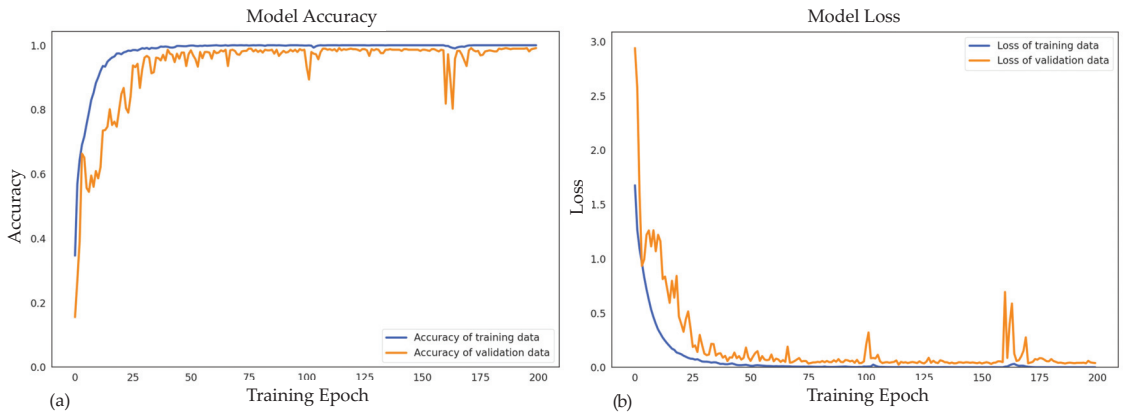 Model Accuracy
1.0
0.8
0.6
0.4
0.2
0.0
Accuracy
Accuracy of training data
Accuracy of validation data
0 25 50 75 100 125 150 175 200
(a) Training Epoch
Model Loss
3.0
2.5
2.0
1.5
1.0
0.5
0.0
Loss
Loss of training data
Loss of validation data
0 25 50 75 100 125 150 175 200
(b) Training Epoch